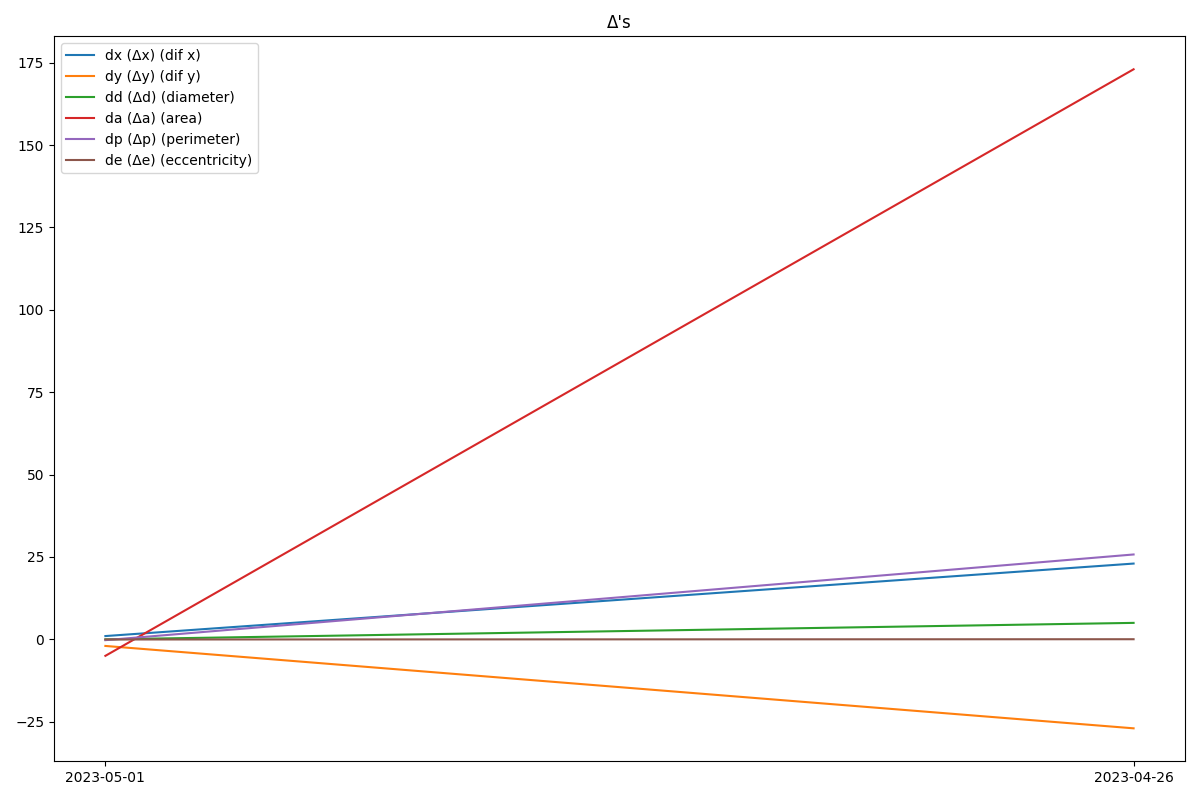 Δ's
dx (Δx) (dif x)
dy (Δy) (dif y)
dd (Δd) (diameter)
da (Δa) (area)
dp (Δp) (perimeter)
de (Δe) (eccentricity)
175
150
125
100
75
50
25
0
−25
2023-05-01 2023-04-26